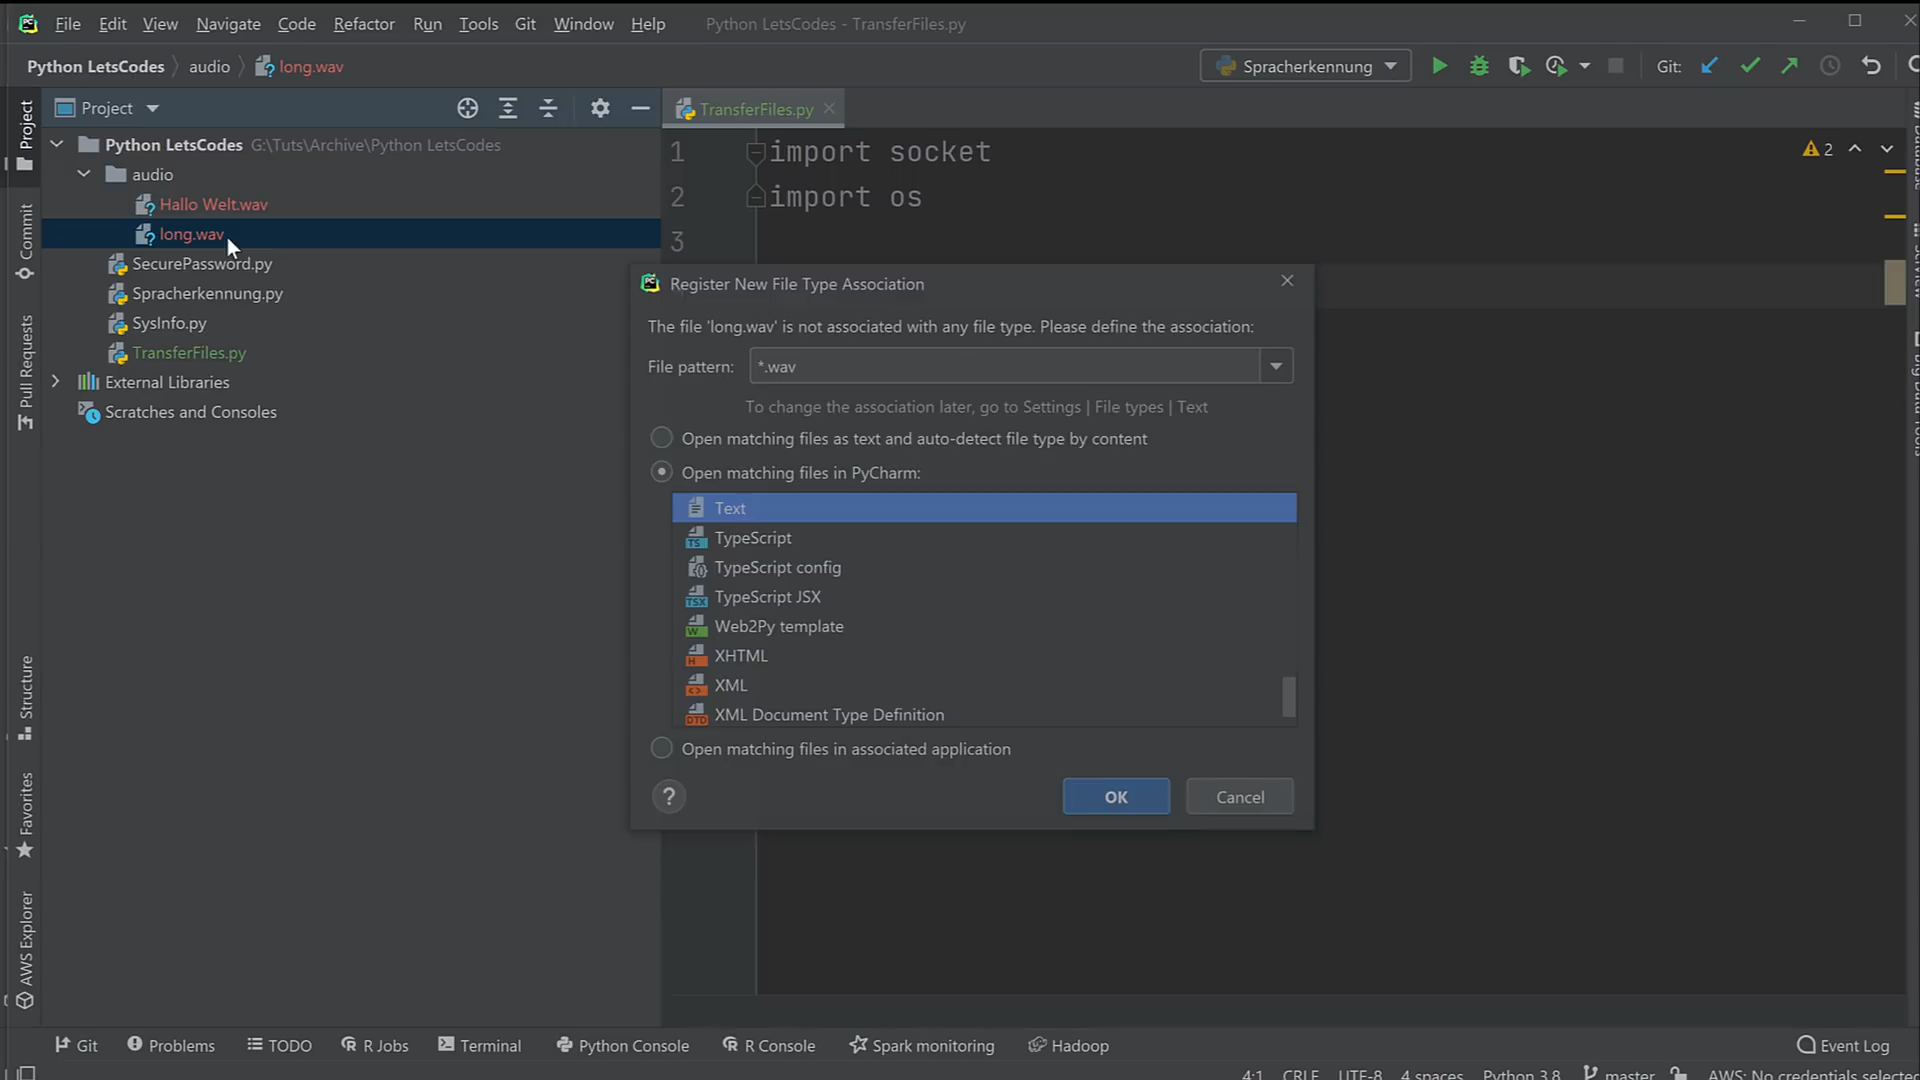 File Edit View Navigate Code Refactor Run Tools Git Window Help Python LetsCodes - TransferFiles.py
Python LetsCodes audio long.wav Spracherkennung Git:
Project
TransferFiles.py
Python LetsCodes G:\Tuts\Archive\Python LetsCodes
audio
Hallo Welt.wav
long.wav
SecurePassword.py
Spracherkennung.py
SysInfo.py
TransferFiles.py
External Libraries
Scratches and Consoles
1 import socket
2 import os
3
2
Register New File Type Association
The file 'long.wav' is not associated with any file type. Please define the association:
File pattern: *.wav
To change the association later, go to Settings | File types | Text
Open matching files as text and auto-detect file type by content
Open matching files in PyCharm:
Text
TypeScript
TypeScript config
TypeScript JSX
Web2Py template
XHTML
XML
XML Document Type Definition
Open matching files in associated application
? OK Cancel
Project
Commit
Pull Requests
Structure
Favorites
AWS Explorer
Git Problems TODO R Jobs Terminal Python Console R Console Spark monitoring Hadoop Event Log
4:1 CRLF UTF-8 4 spaces Python 3.8 master AWS: No credentials selected